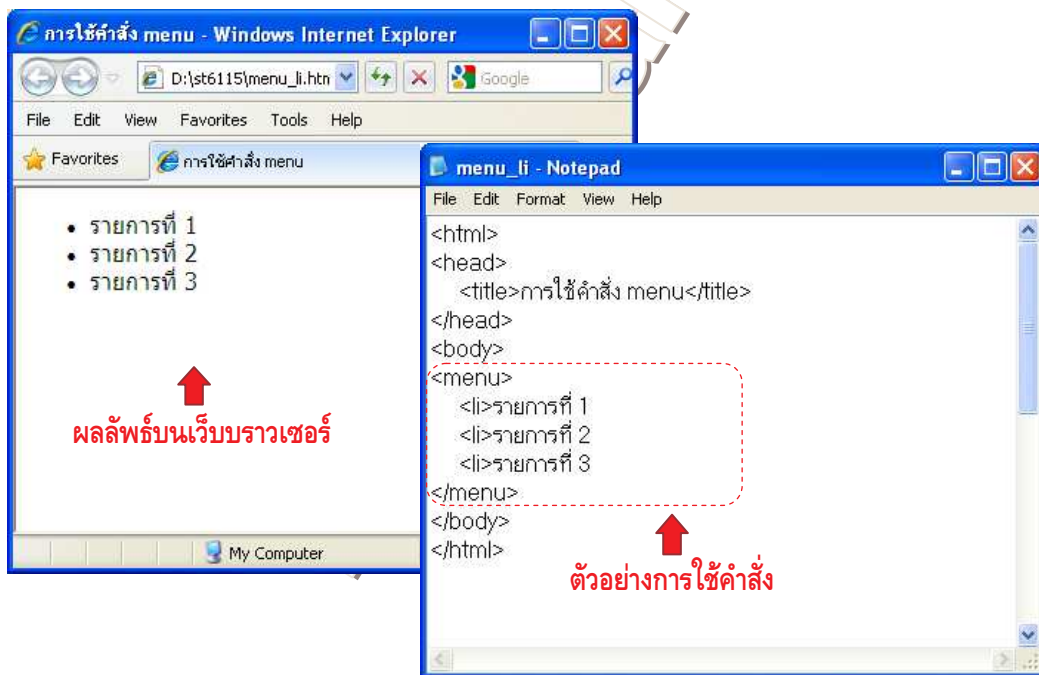 การใช้คำสั่ง menu - Windows Internet Explorer
D:\st6115\menu_li.htn
Google
File Edit View Favorites Tools Help
Favorites
การใช้คำสั่ง menu
• รายการที่ 1
• รายการที่ 2
• รายการที่ 3
ผลลัพธ์บนเว็บบราวเซอร์
My Computer
menu_li - Notepad
File Edit Format View Help
<html>
<head>
<title>การใช้คำสั่ง menu</title>
</head>
<body>
<menu>
<li>รายการที่ 1
<li>รายการที่ 2
<li>รายการที่ 3
</menu>
</body>
</html>
ตัวอย่างการใช้คำสั่ง